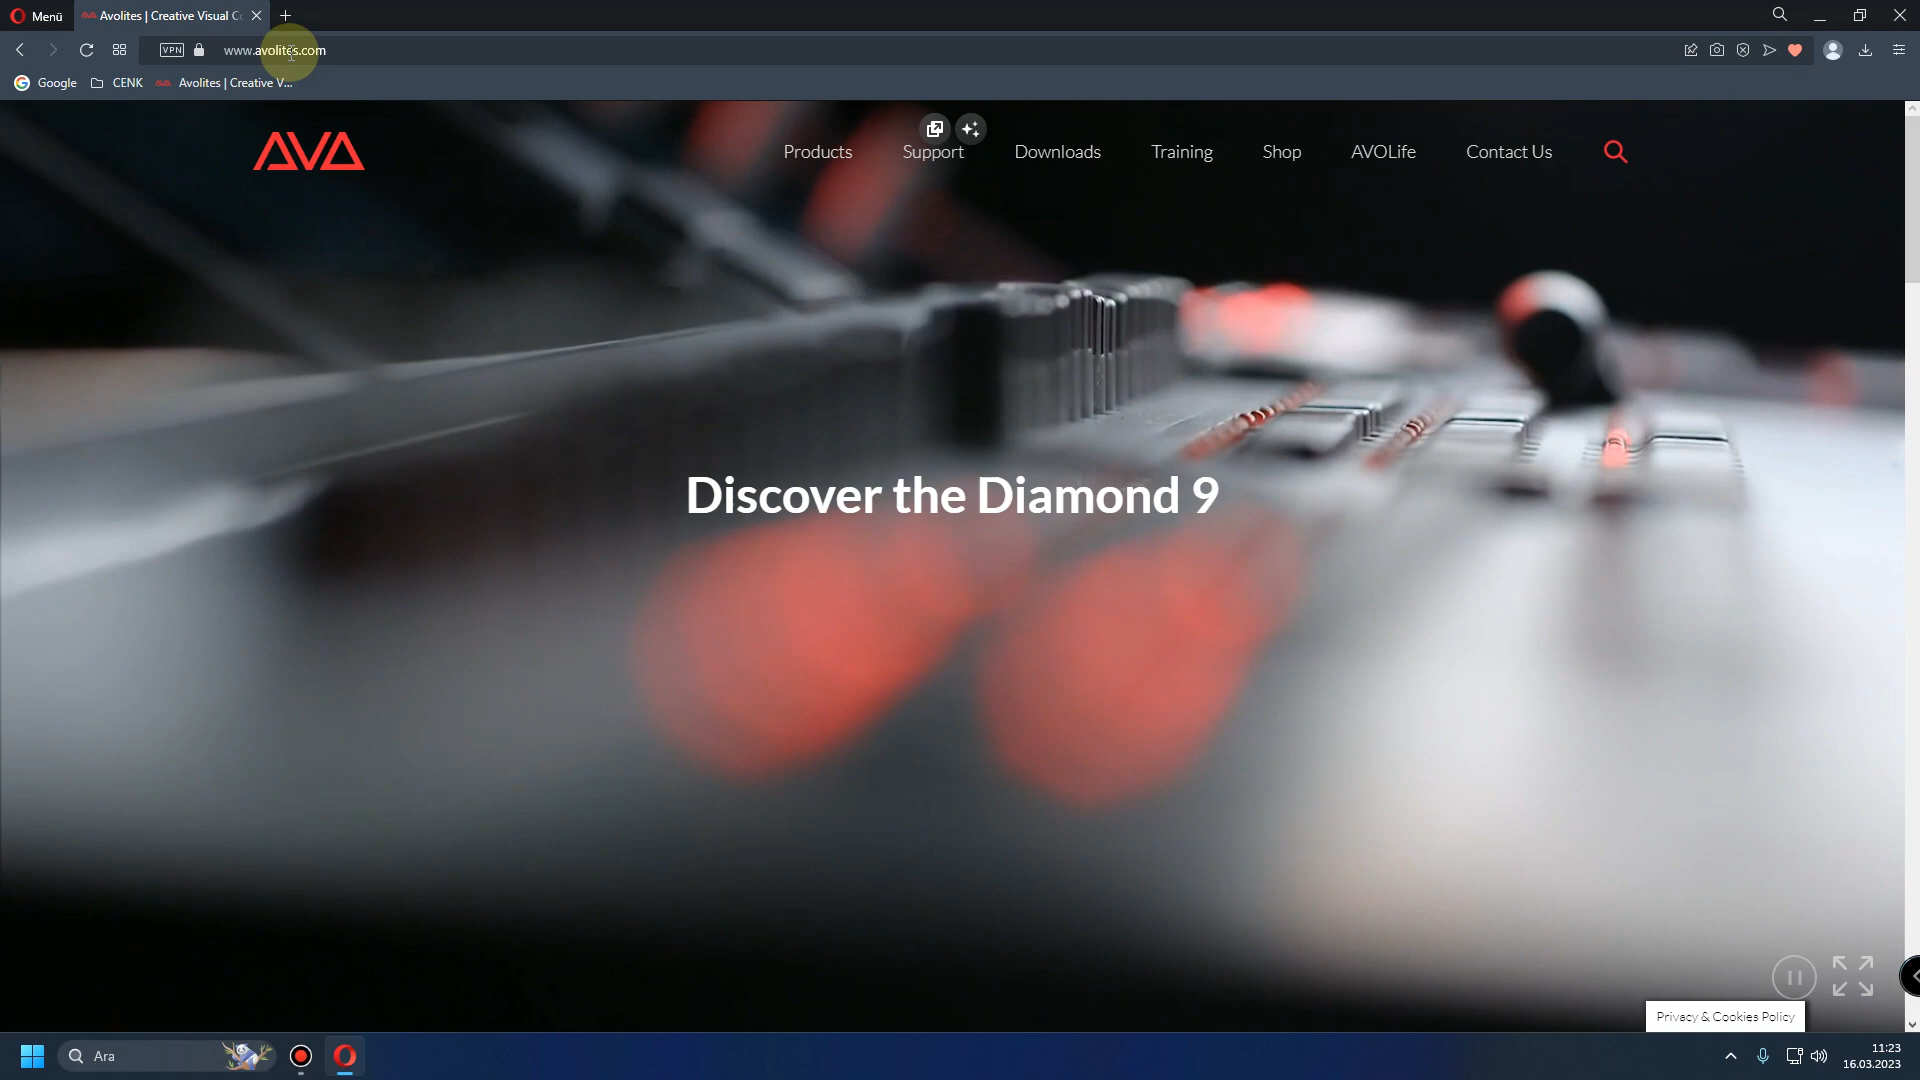 Menü
Avolites | Creative Visual C
VPN
www.avolites.com
Google
CENK
Avolites | Creative V...
AVA
Products
Support
Downloads
Training
Shop
AVOLife
Contact Us
Discover the Diamond 9
Privacy & Cookies Policy
Ara
11:23
16.03.2023